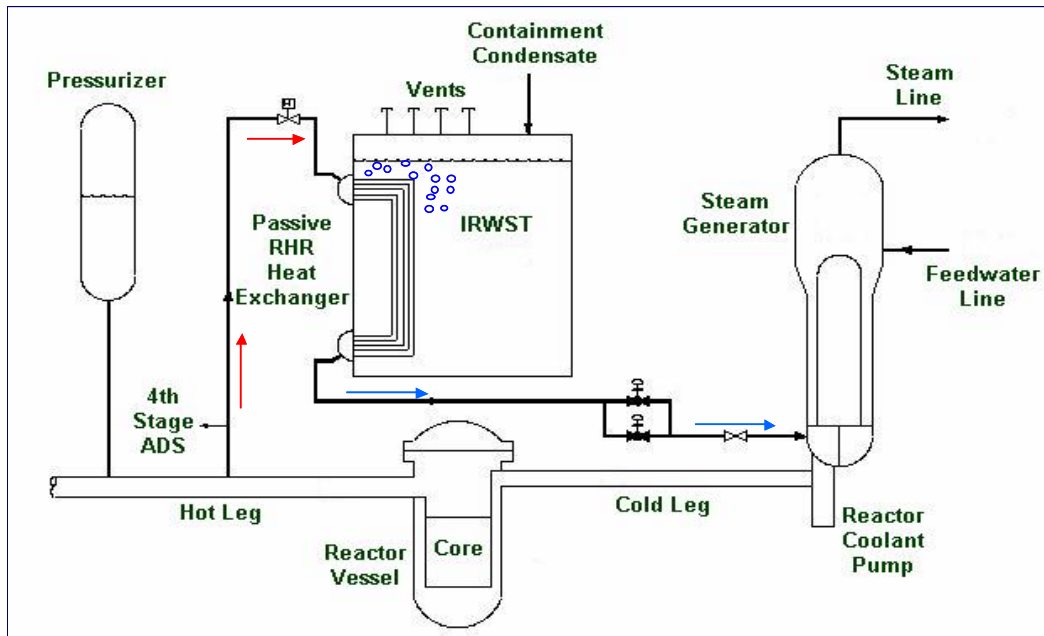 Containment
Condensate
Pressurizer
Vents
Steam
Line
Passive
RHR
Heat
Exchanger
IRWST
Steam
Generator
Feedwater
Line
4th
Stage
ADS
Hot Leg
Cold Leg
Reactor
Vessel
Core
Reactor
Coolant
Pump